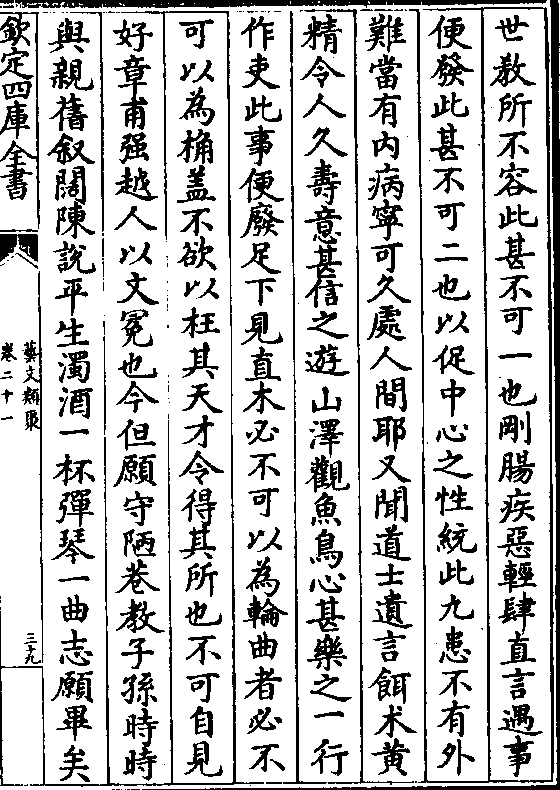 世教所不容此甚不可一也剛腸疾惡輕肆直言遇事
便發此甚不可二也以促中心之性統此九患不有外
難當有内病寧可久處人間耶又聞道士遺言餌术黄
精令人久壽意甚信之遊山澤觀魚鳥心甚樂之一行
作吏此事便廢足下見直木必不可以為輪曲者必不
可以為桷盖不欲以枉其天才令得其所也不可自見
好章甫强越人以文冕也今但願守陋巷教子孫時時
與親舊叙闊陳說平生濁酒一杯彈琴一曲志願畢矣
欽定四庫全書
藝文類聚
卷二十一
三十九